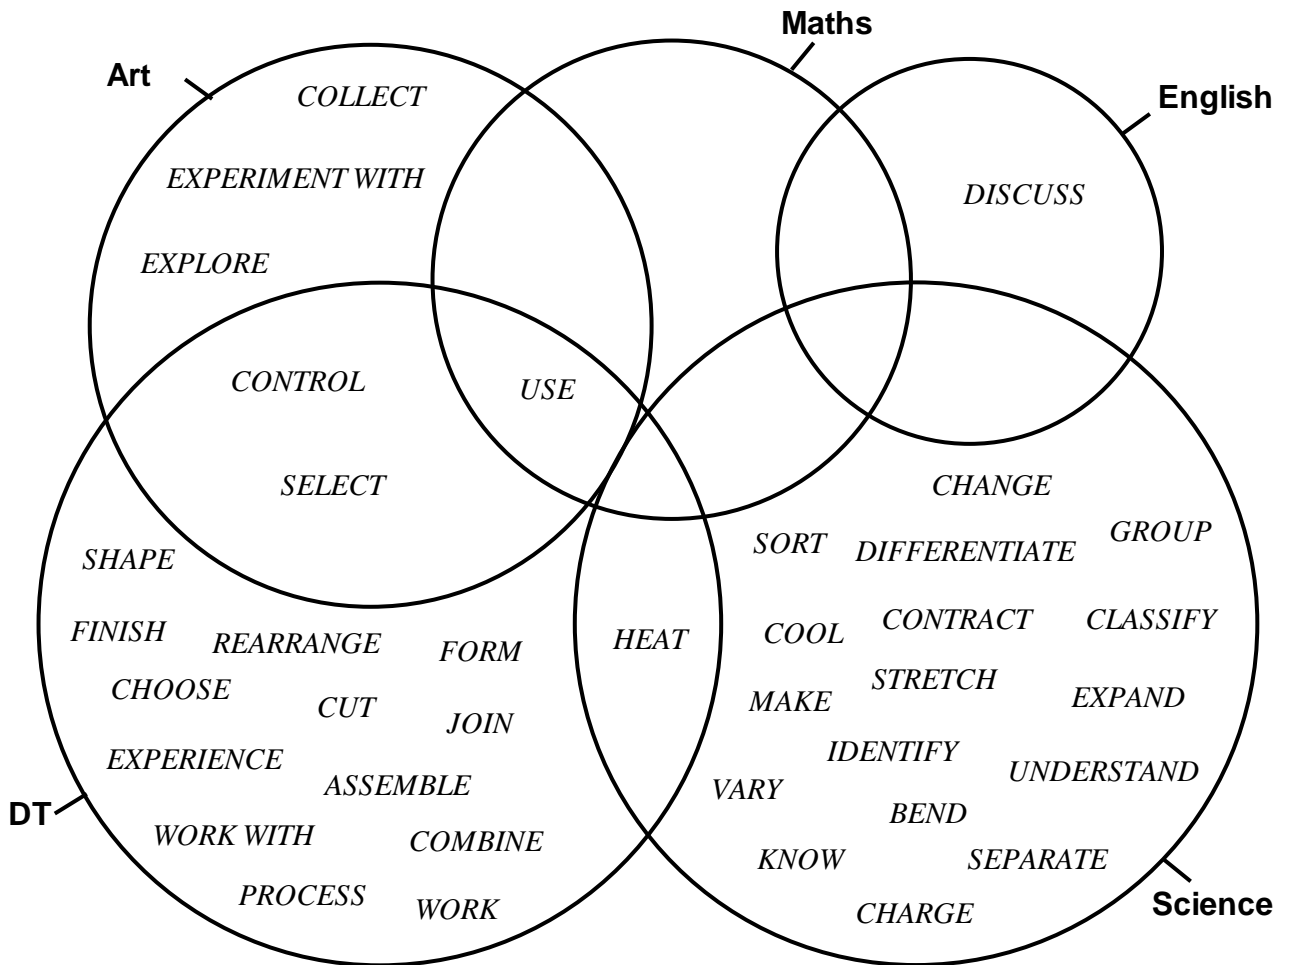 Maths
Art
COLLECT
English
EXPERIMENT WITH
DISCUSS
EXPLORE
CONTROL
USE
SELECT
CHANGE
GROUP
SORT
DIFFERENTIATE
SHAPE
FINISH
REARRANGE
FORM
HEAT
COOL
CONTRACT
CLASSIFY
CHOOSE
CUT
JOIN
MAKE
STRETCH
EXPAND
EXPERIENCE
ASSEMBLE
IDENTIFY
UNDERSTAND
VARY
BEND
DT
WORK WITH
COMBINE
KNOW
SEPARATE
PROCESS
WORK
CHARGE
Science